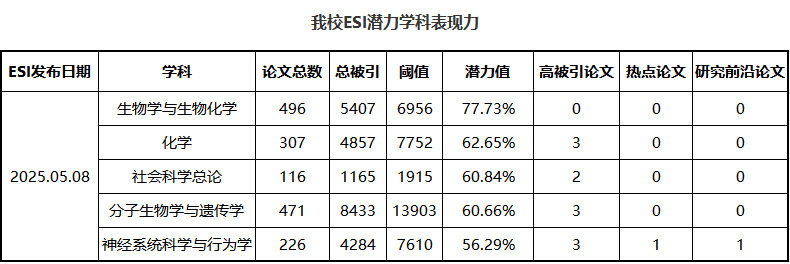 我校ESI潜力学科表现力
ESI发布日期 学科 论文总数 总被引 阈值 潜力值 高被引论文 热点论文 研究前沿论文
生物学与生物化学 496 5407 6956 77.73% 0 0 0
化学 307 4857 7752 62.65% 3 0 0
2025.05.08 社会科学总论 116 1165 1915 60.84% 2 0 0
分子生物学与遗传学 471 8433 13903 60.66% 3 0 0
神经系统科学与行为学 226 4284 7610 56.29% 3 1 1